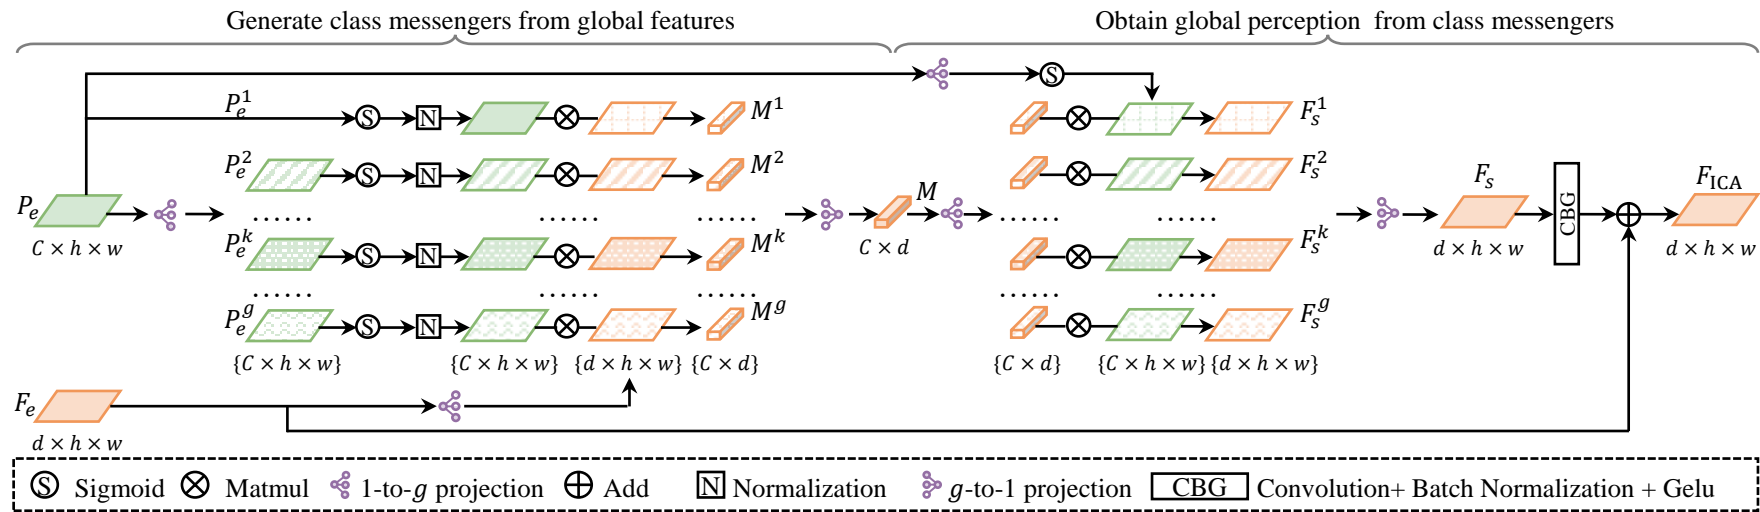 Generate class messengers from global features
Obtain global perception from class messengers
P_e^1
S
N
M^1
S
F_s^1
P_e^2
S
N
M^2
F_s^2
P_e
C × h × w
......
......
......
M
C × d
......
......
F_s
d × h × w
CBG
F_ICA
d × h × w
P_e^k
S
N
M^k
F_s^k
......
......
......
......
......
P_e^g
S
N
M^g
F_s^g
{C × h × w}
{C × h × w}
{d × h × w}
{C × d}
{C × d}
{C × h × w}
{d × h × w}
F_e
d × h × w
S Sigmoid
Matmul
1-to-g projection
Add
N Normalization
g-to-1 projection
CBG Convolution+ Batch Normalization + Gelu